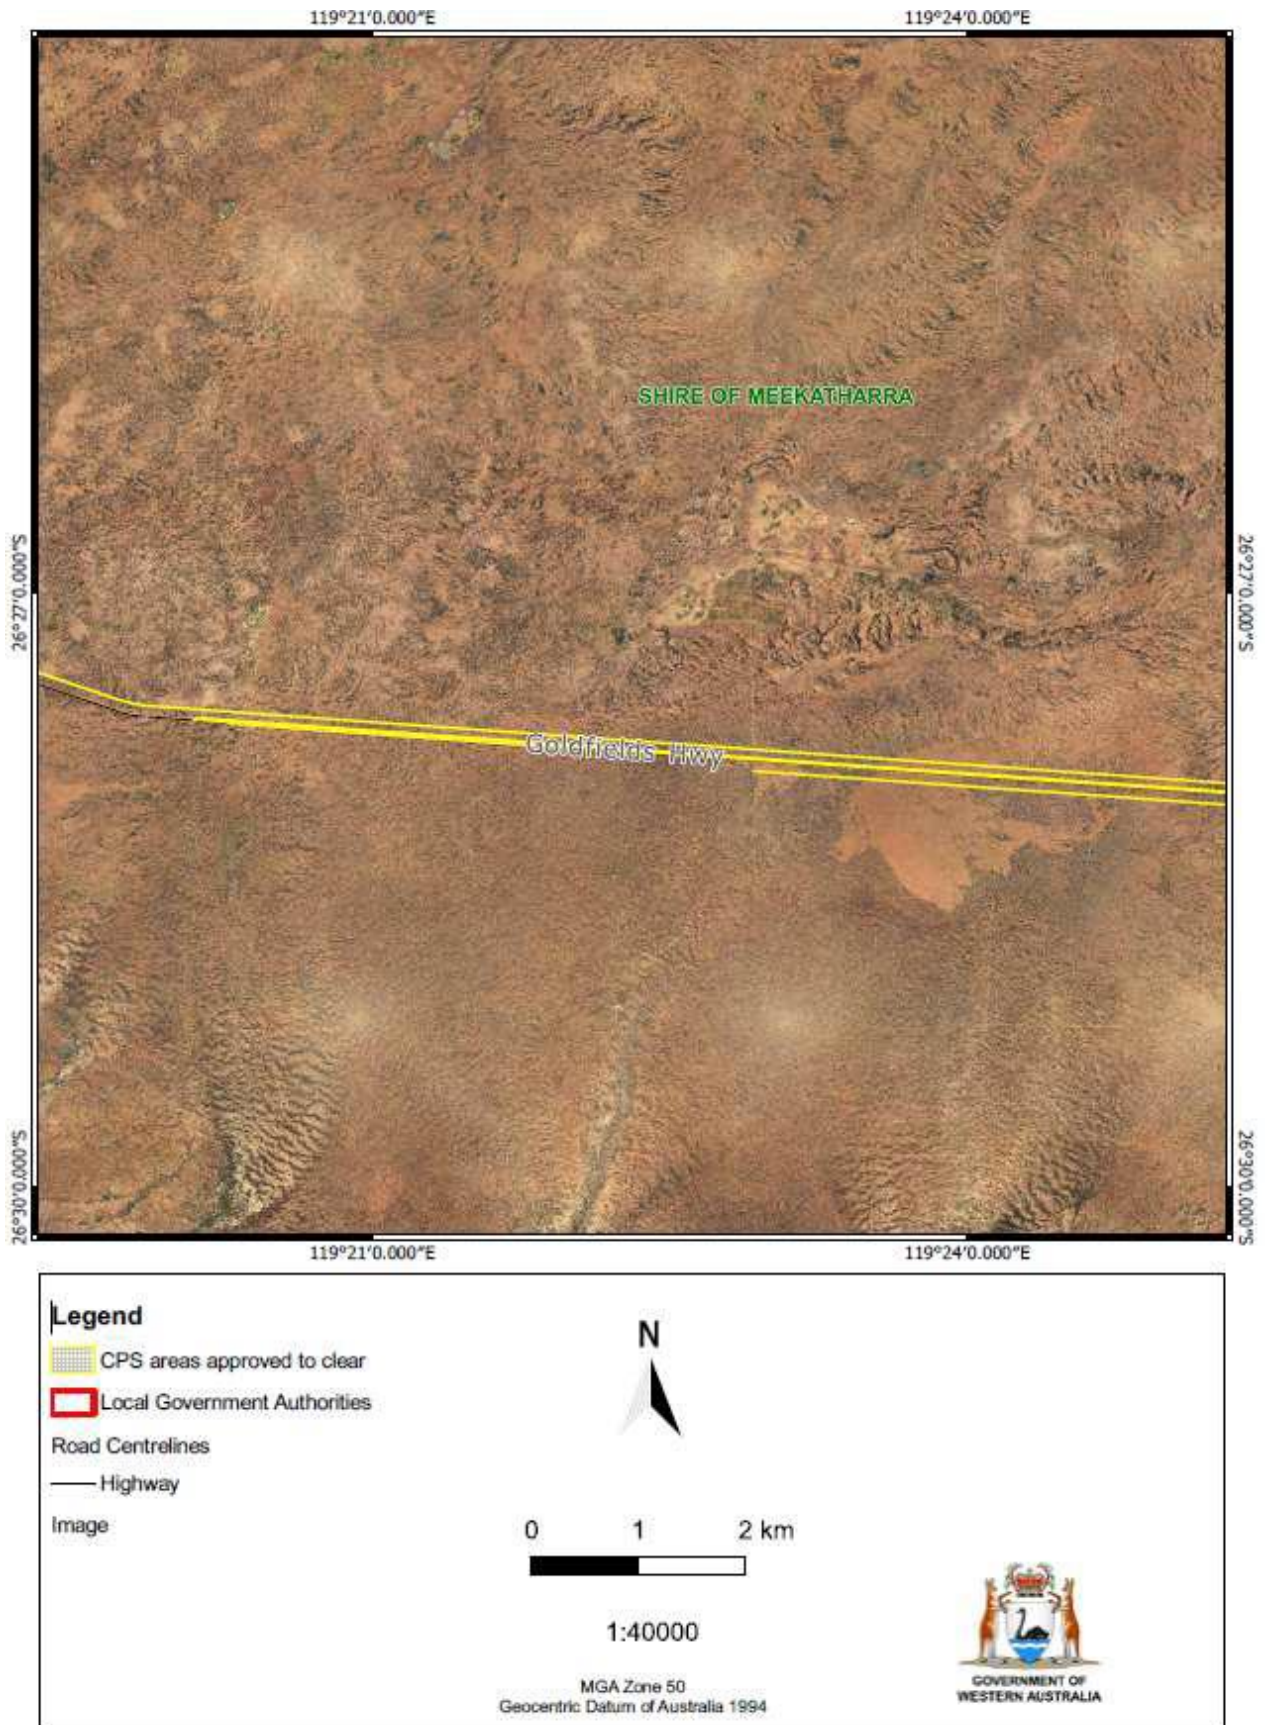 119°21'0.000"E 119°24'0.000"E
SHIRE OF MEEKATHARRA
26°27'0.000"S 26°27'0.000"S
Goldfields Hwy
26°30'0.000"S 26°30'0.000"S
119°21'0.000"E 119°24'0.000"E
Legend
CPS areas approved to clear
Local Government Authorities
Road Centrelines
Highway
Image
N
0 1 2 km
1:40000
MGA Zone 50
Geocentric Datum of Australia 1994
GOVERNMENT OF
WESTERN AUSTRALIA